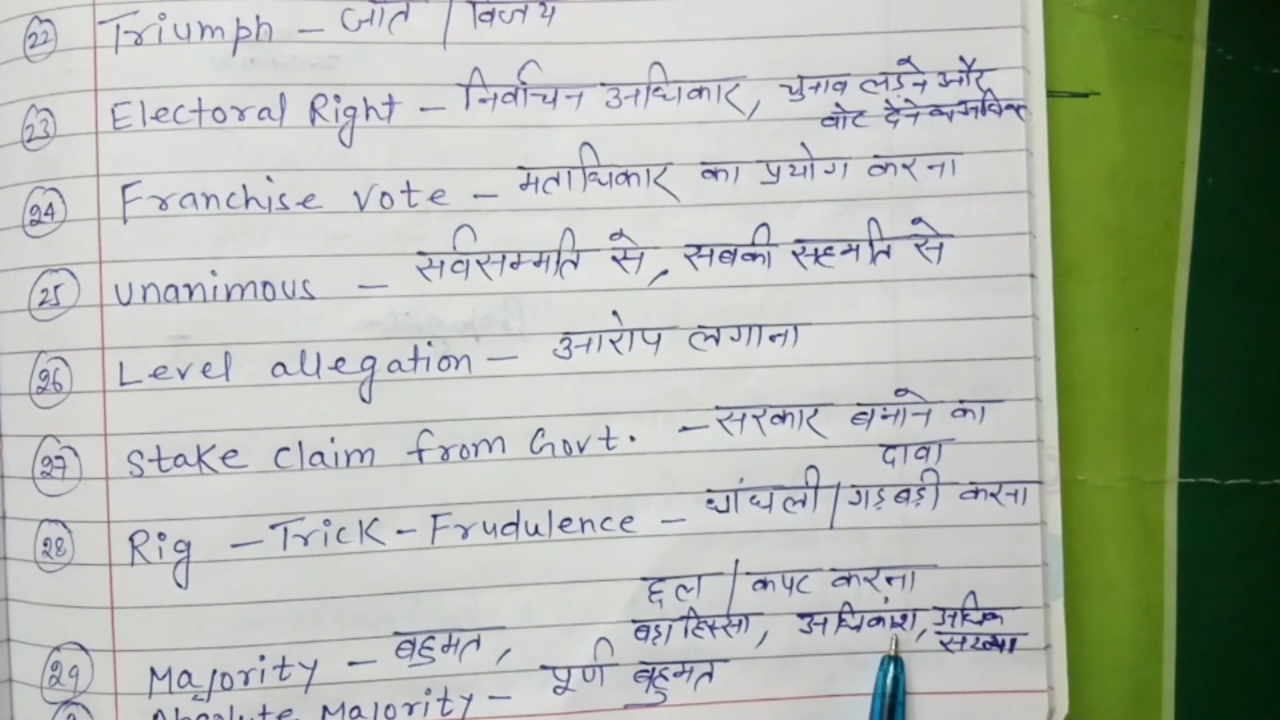 22 Triumph – जीत / विजय
23 Electoral Right – निर्वाचन अधिकार, चुनाव लड़ने और
वोट देने का अधिकार
24 Franchise vote – मताधिकार का प्रयोग करना
25 unanimous – सर्वसम्मति से, सबकी सहमति से
26 Level allegation – आरोप लगाना
27 Stake claim from Govt. – सरकार बनाने का
दावा
28 Rig – Trick – Frudulence – धांधली / गड़बड़ी करना
छल / कपट करना
29 Majority – बहुमत, बड़ा हिस्सा, अधिकांश, अधिक
संख्या
Absolute Majority – पूर्ण बहुमत